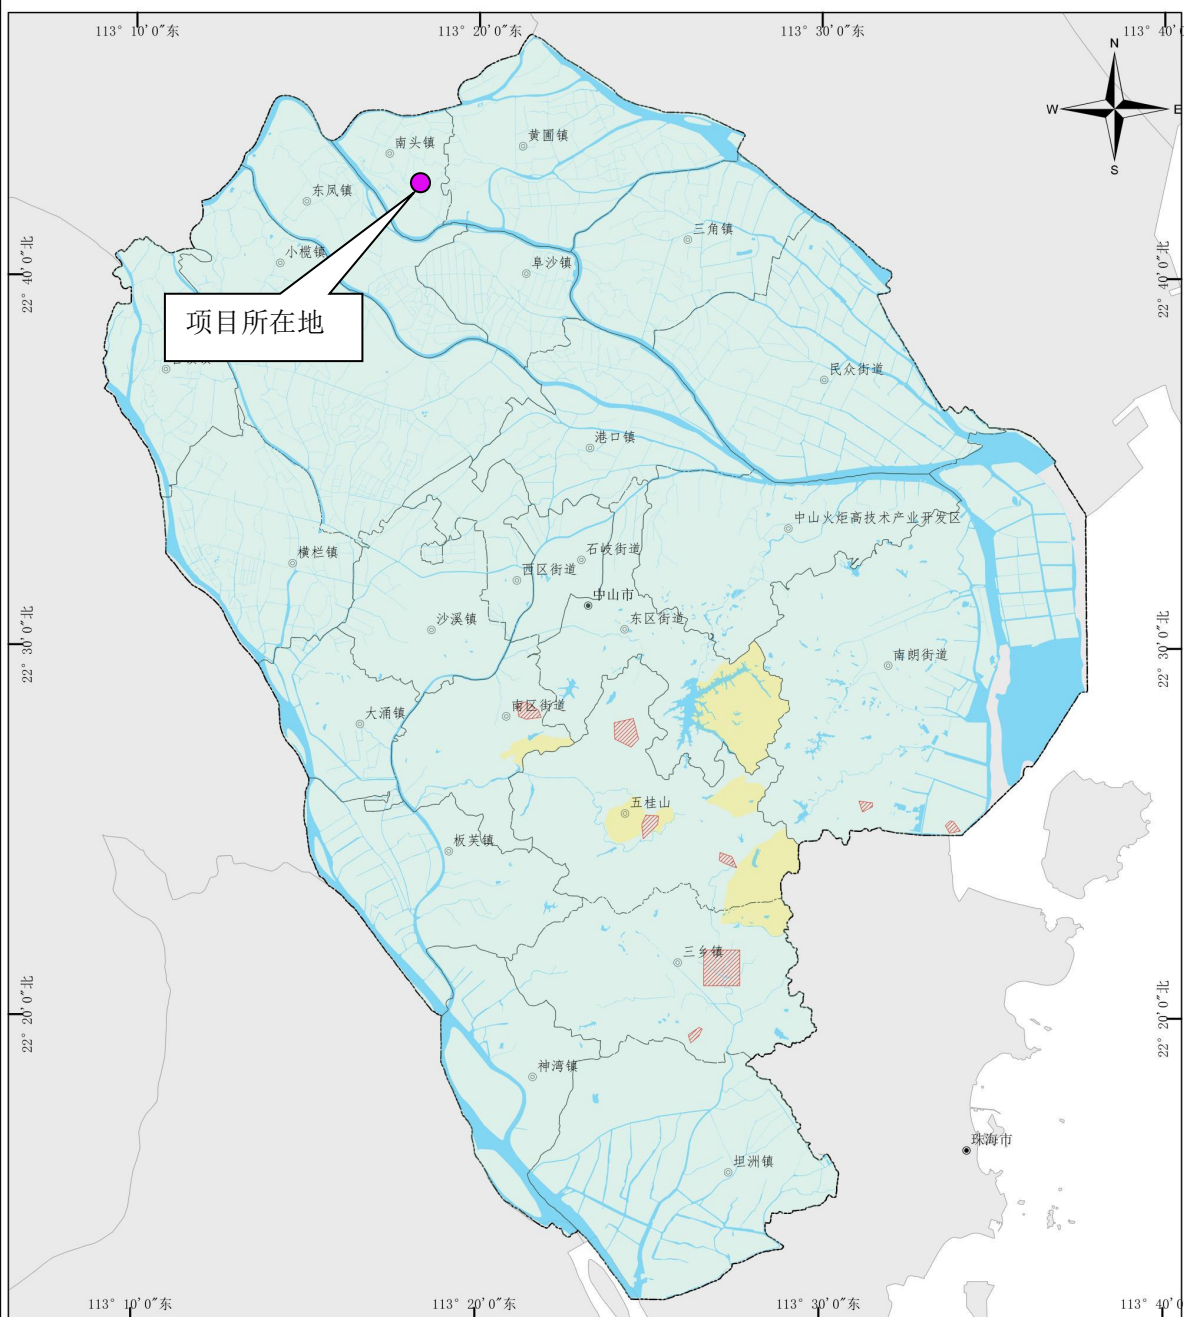 113° 10′0″东
113° 20′0″东
113° 30′0″东
113° 40′0″
N
W
E
S
南头镇
黄圃镇
东凤镇
三角镇
小榄镇
阜沙镇
22° 40′0″北
22° 40′0″北
项目所在地
民众街道
港口镇
中山火炬高技术产业开发区
横栏镇
石岐街道
西区街道
中山市
沙溪镇
东区街道
22° 30′0″北
22° 30′0″北
南朗街道
大涌镇
南区街道
五桂山
板芙镇
三乡镇
22° 20′0″北
22° 20′0″北
神湾镇
珠海市
坦洲镇
113° 10′0″东
113° 20′0″东
113° 30′0″东
113° 40′0″